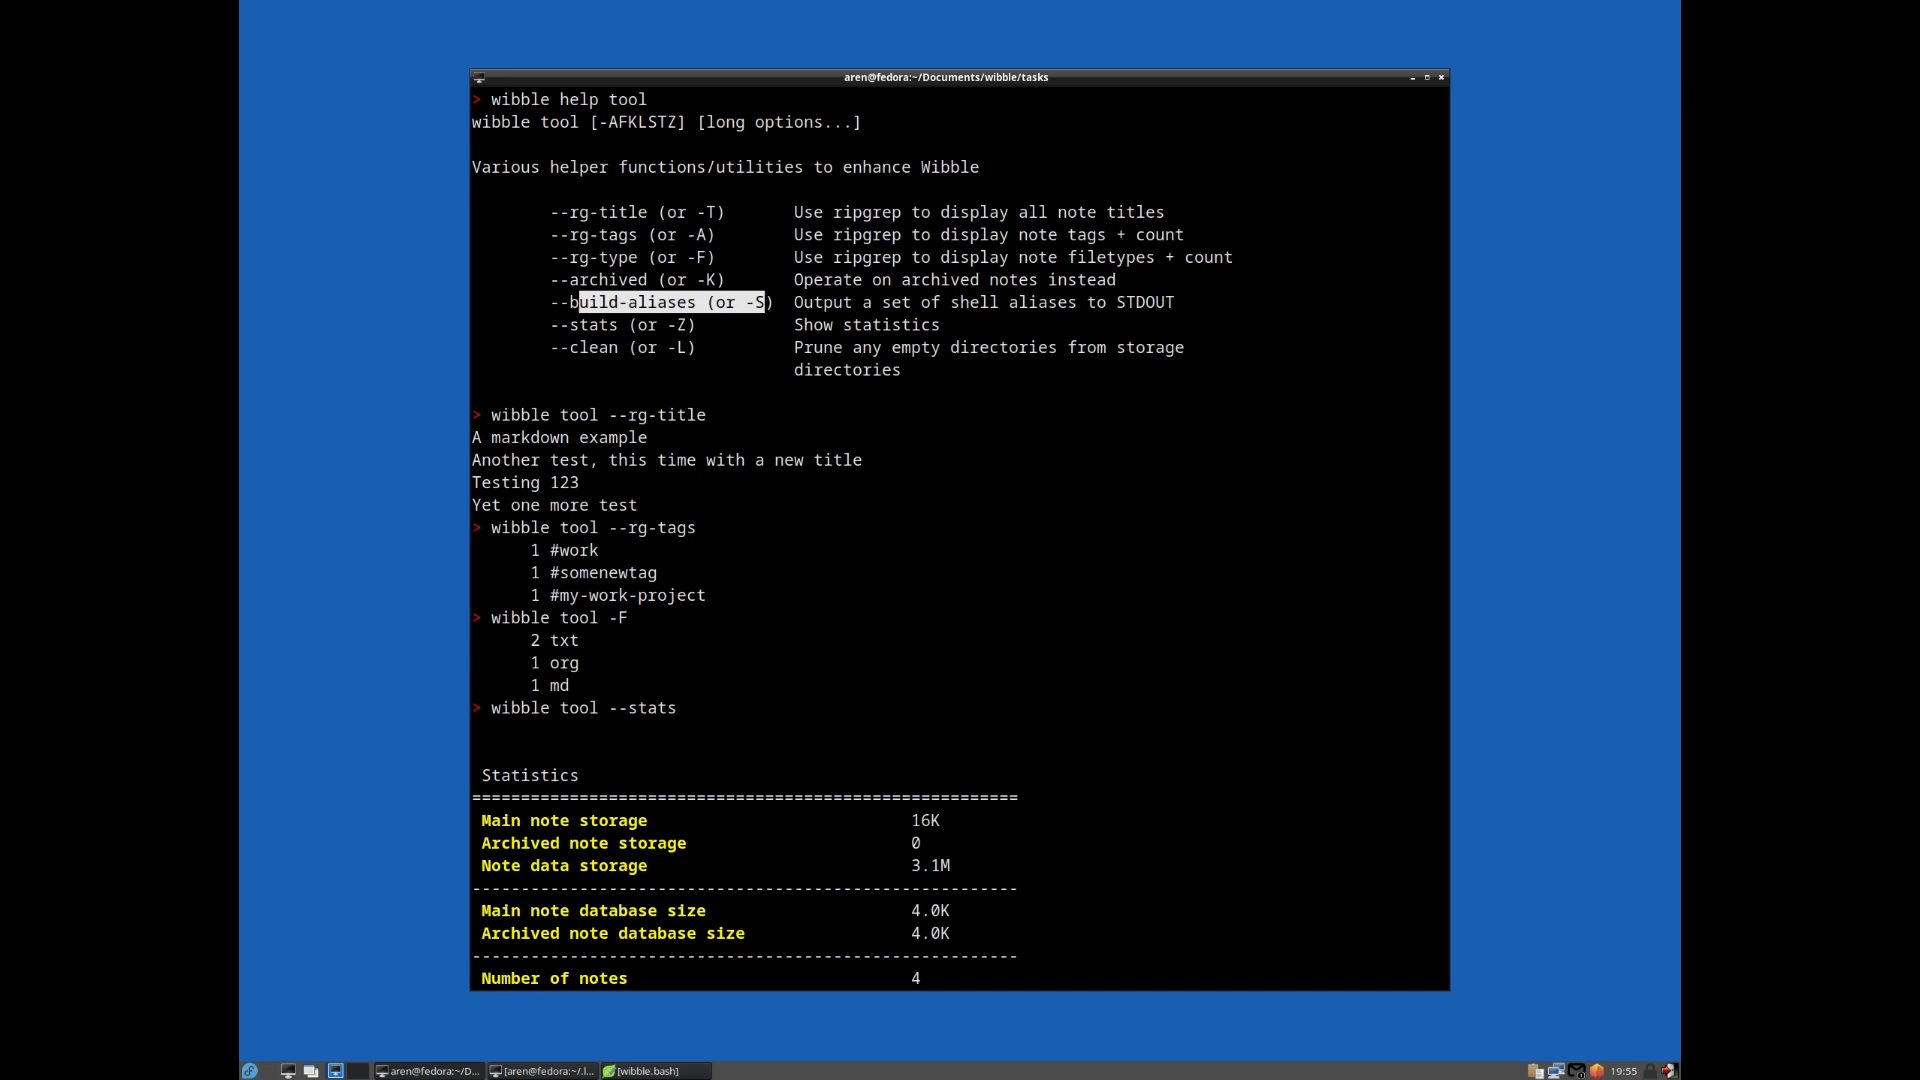 aren@fedora:~/Documents/wibble/tasks
> wibble help tool
wibble tool [-AFKLSTZ] [long options...]
Various helper functions/utilities to enhance Wibble
--rg-title (or -T) Use ripgrep to display all note titles
--rg-tags (or -A) Use ripgrep to display note tags + count
--rg-type (or -F) Use ripgrep to display note filetypes + count
--archived (or -K) Operate on archived notes instead
--build-aliases (or -S) Output a set of shell aliases to STDOUT
--stats (or -Z) Show statistics
--clean (or -L) Prune any empty directories from storage
directories
> wibble tool --rg-title
A markdown example
Another test, this time with a new title
Testing 123
Yet one more test
> wibble tool --rg-tags
1 #work
1 #somenewtag
1 #my-work-project
> wibble tool -F
2 txt
1 org
1 md
> wibble tool --stats
Statistics
========================================================
Main note storage 16K
Archived note storage 0
Note data storage 3.1M
--------------------------------------------------------
Main note database size 4.0K
Archived note database size 4.0K
--------------------------------------------------------
Number of notes 4
aren@fedora:~/D... [aren@fedora:~/.l... [wibble.bash] 19:55